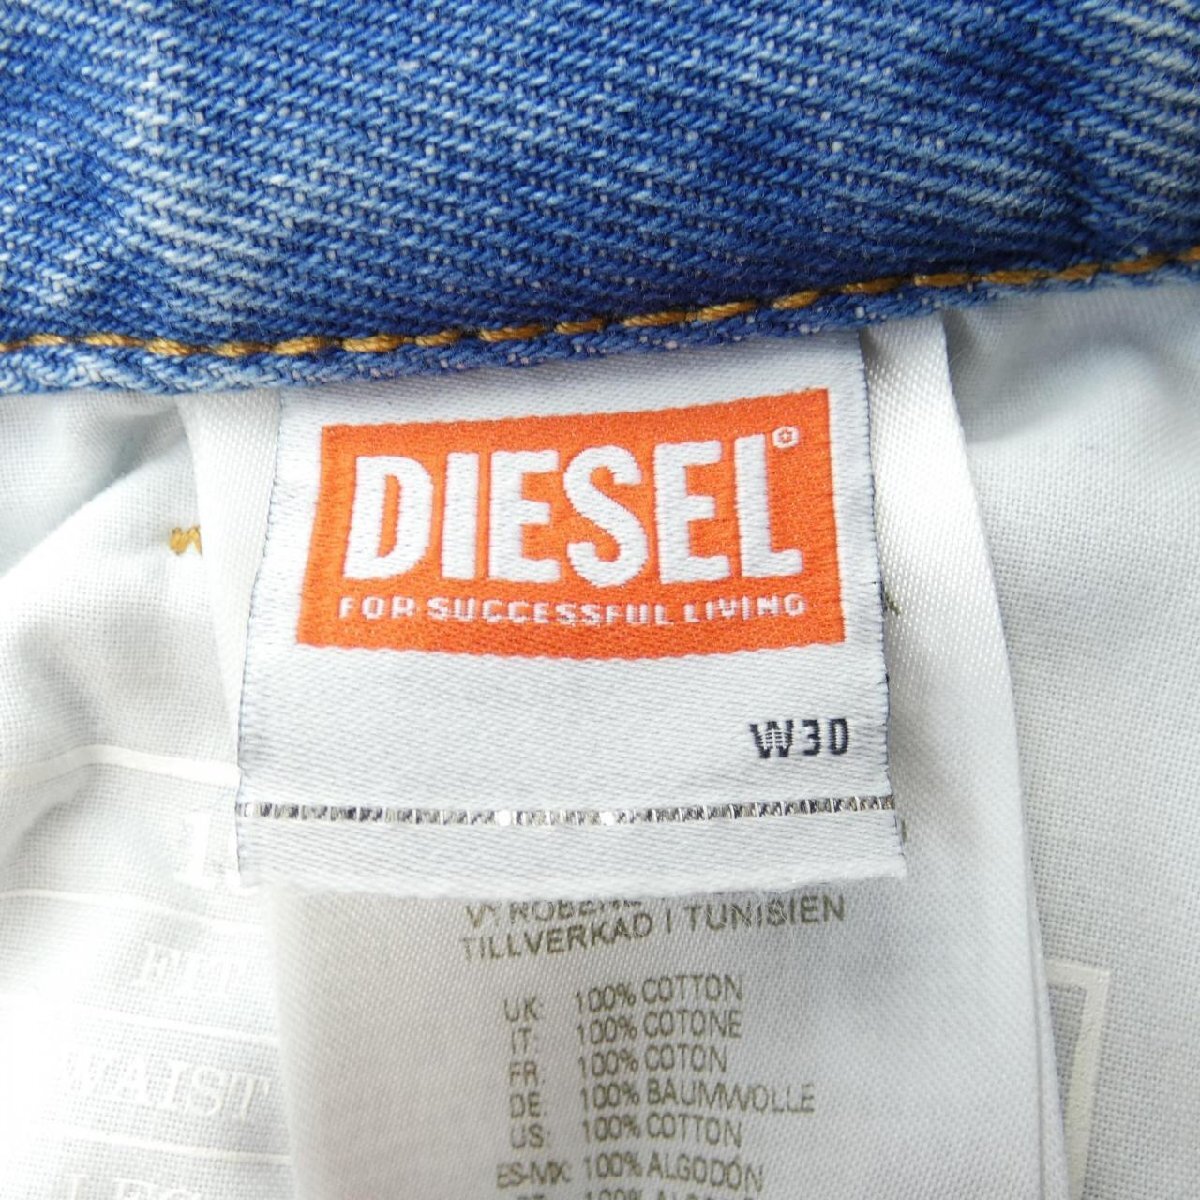 DIESEL
FOR SUCCESSFUL LIVING
W30
TILLVERKAD I TUNISIEN
UK: 100% COTTON
IT: 100% COTONE
FR: 100% COTON
DE: 100% BAUMWOLLE
US: 100% COTTON
ES-MX: 100% ALGODÓN
FIT
WAIST